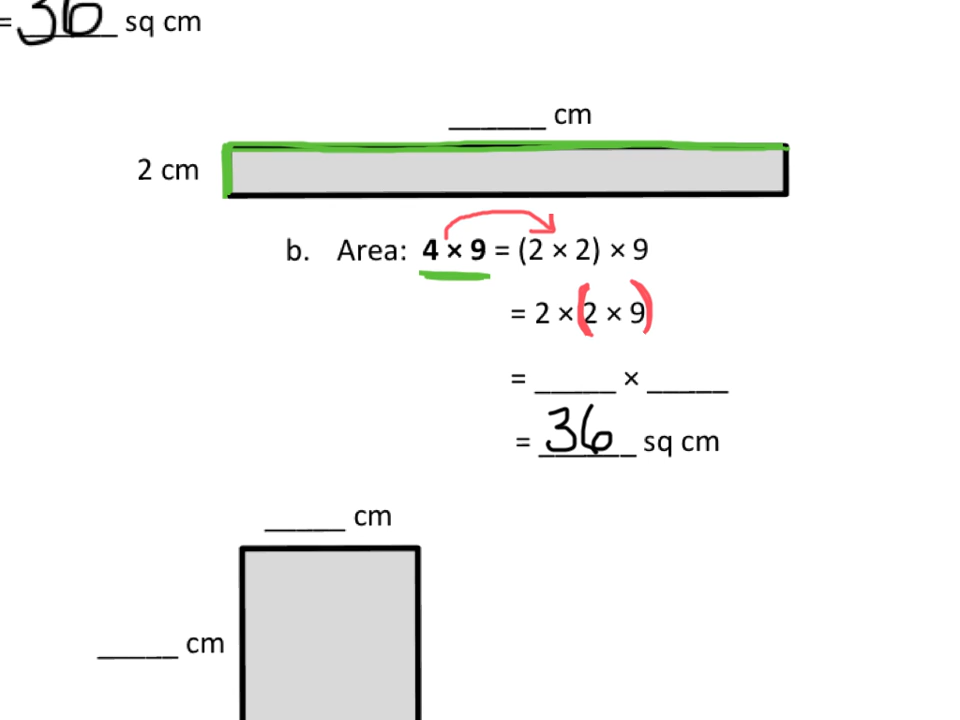 = 36 sq cm
______ cm
2 cm
b. Area: 4 × 9 = (2 × 2) × 9
= 2 × (2 × 9)
= _____ × _____
= 36 sq cm
_____ cm
_____ cm